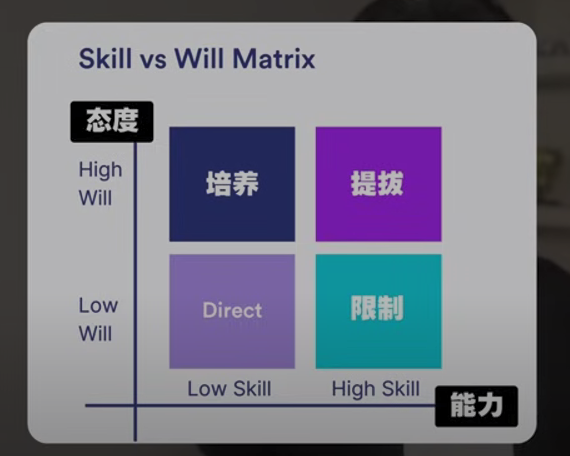 Skill vs Will Matrix
态度
High
Will
培养
提拔
Low
Will
Direct
限制
Low Skill
High Skill
能力